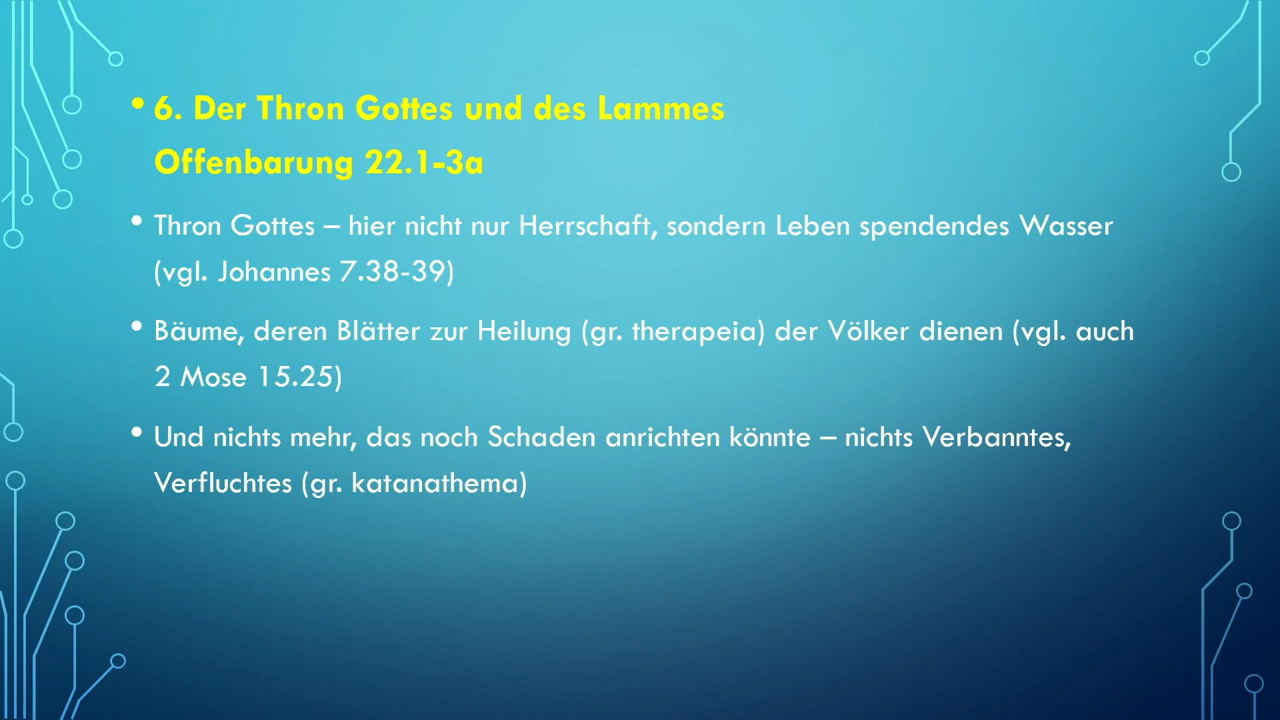 • 6. Der Thron Gottes und des Lammes
Offenbarung 22.1-3a
• Thron Gottes – hier nicht nur Herrschaft, sondern Leben spendendes Wasser
(vgl. Johannes 7.38-39)
• Bäume, deren Blätter zur Heilung (gr. therapeia) der Völker dienen (vgl. auch
2 Mose 15.25)
• Und nichts mehr, das noch Schaden anrichten könnte – nichts Verbanntes,
Verfluchtes (gr. katanathema)